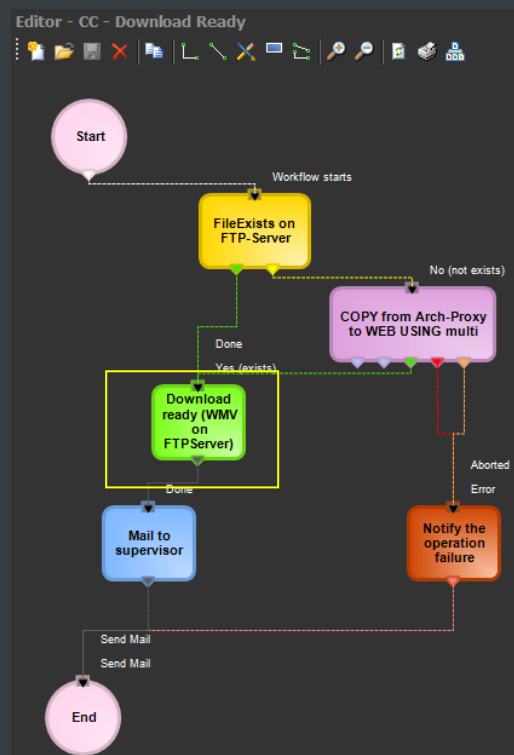 Editor - CC - Download Ready
Start
Workflow starts
FileExists on
FTP-Server
No (not exists)
COPY from Arch-Proxy
to WEB USING multi
Done
Yes (exists)
Download
ready (WMV
on
FTPServer)
Aborted
Error
Done
Mail to
supervisor
Notify the
operation
failure
Send Mail
Send Mail
End